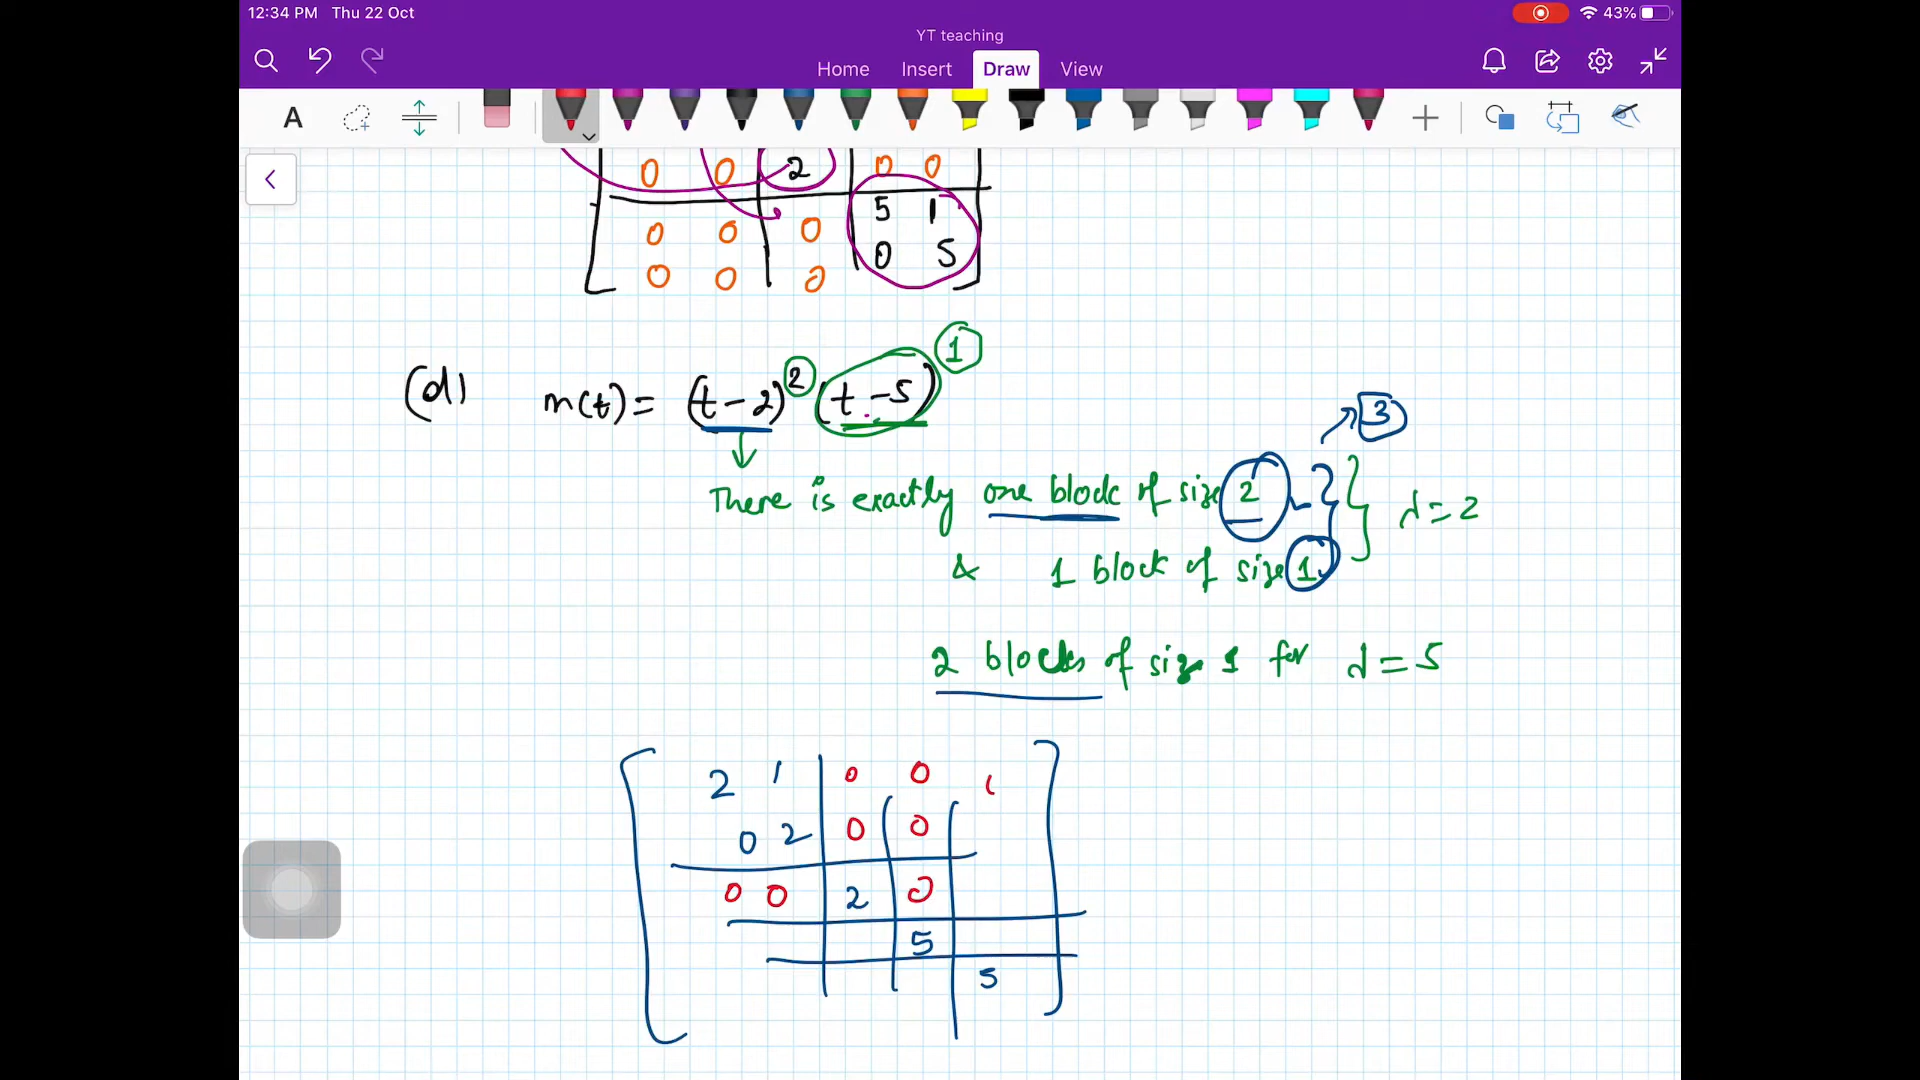 12:34 PM Thu 22 Oct
43%
YT teaching
Home Insert Draw View
A
0 0 2 0 0
5 1
0 0 0 0 5
0 0 0
(d) m(t) = (t - 2)² (t - 5)¹
3
There is exactly one block of size 2
λ = 2
& 1 block of size 1
2 blocks of size 1 for λ = 5
2 1 0 0
0 2 0 0
0 0 2 0
5
5